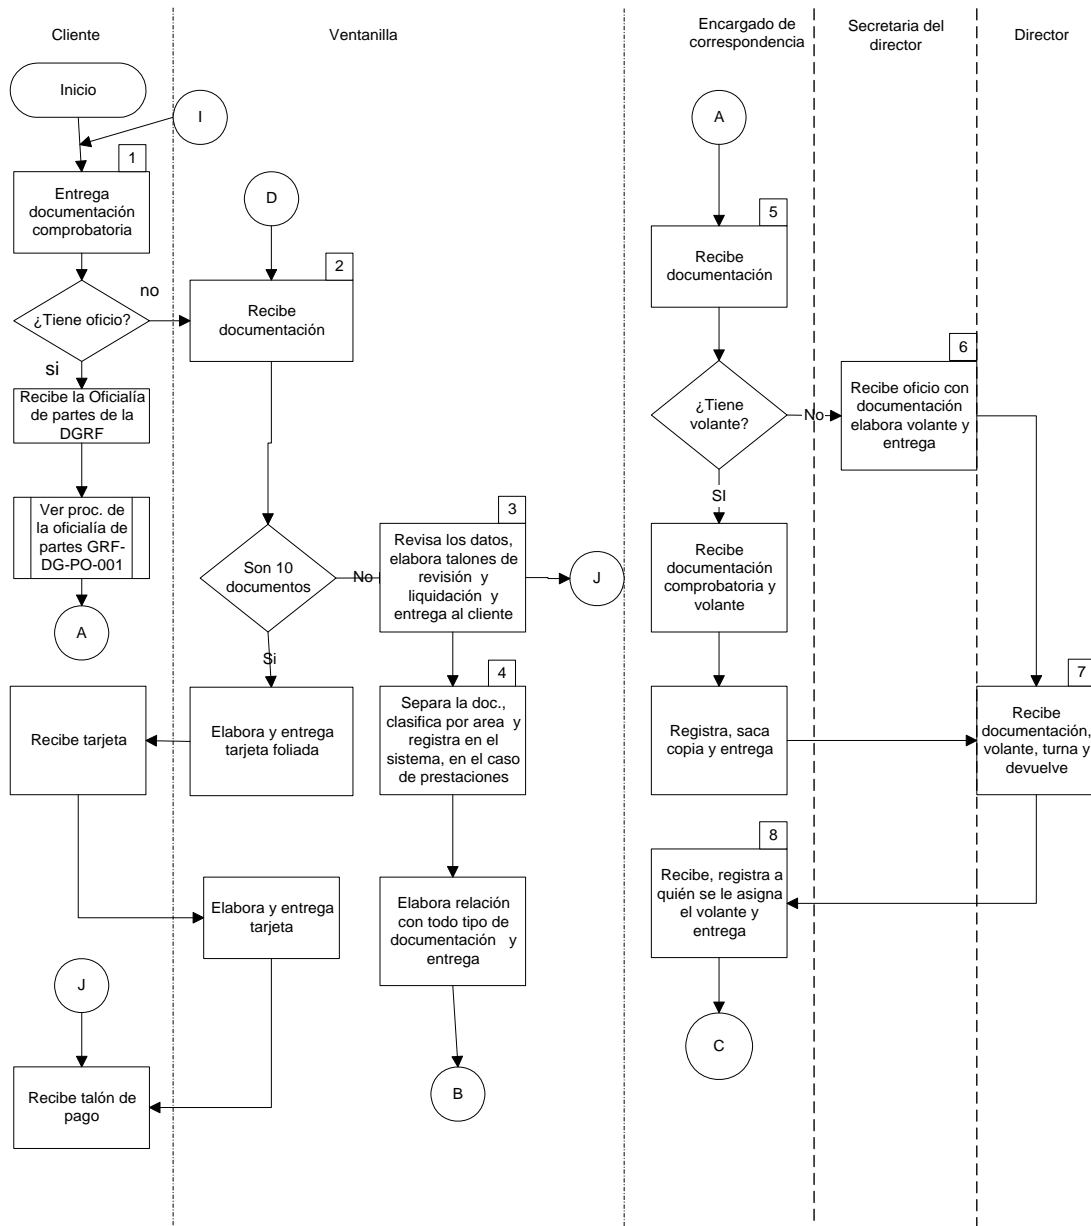 Cliente
Ventanilla
Encargado de
correspondencia
Secretaria del
director
Director
Inicio
I
A
1
Entrega
documentación
comprobatoria
D
5
Recibe
documentación
2
Recibe
documentación
no
¿Tiene oficio?
si
Recibe la Oficialía
de partes de la
DGRF
Ver proc. de
la oficialía de
partes GRF-
DG-PO-001
A
6
Recibe oficio con
documentación
elabora volante y
entrega
¿Tiene
volante?
No
SI
3
Revisa los datos,
elabora talones de
revisión y
liquidación y
entrega al cliente
Son 10
documentos
No
J
Si
Recibe
documentación
comprobatoria y
volante
4
Separa la doc.,
clasifica por area y
registra en el
sistema, en el caso
de prestaciones
7
Recibe
documentación,
volante, turna y
devuelve
Recibe tarjeta
Elabora y entrega
tarjeta foliada
Registra, saca
copia y entrega
8
Recibe, registra a
quién se le asigna
el volante y
entrega
Elabora y entrega
tarjeta
Elabora relación
con todo tipo de
documentación y
entrega
J
C
Recibe talón de
pago
B